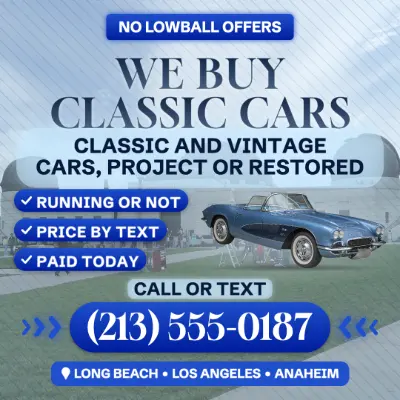 NO LOWBALL OFFERS
WE BUY
CLASSIC CARS
CLASSIC AND VINTAGE
CARS, PROJECT OR RESTORED
RUNNING OR NOT
PRICE BY TEXT
PAID TODAY
CALL OR TEXT
(213) 555-0187
LONG BEACH • LOS ANGELES • ANAHEIM